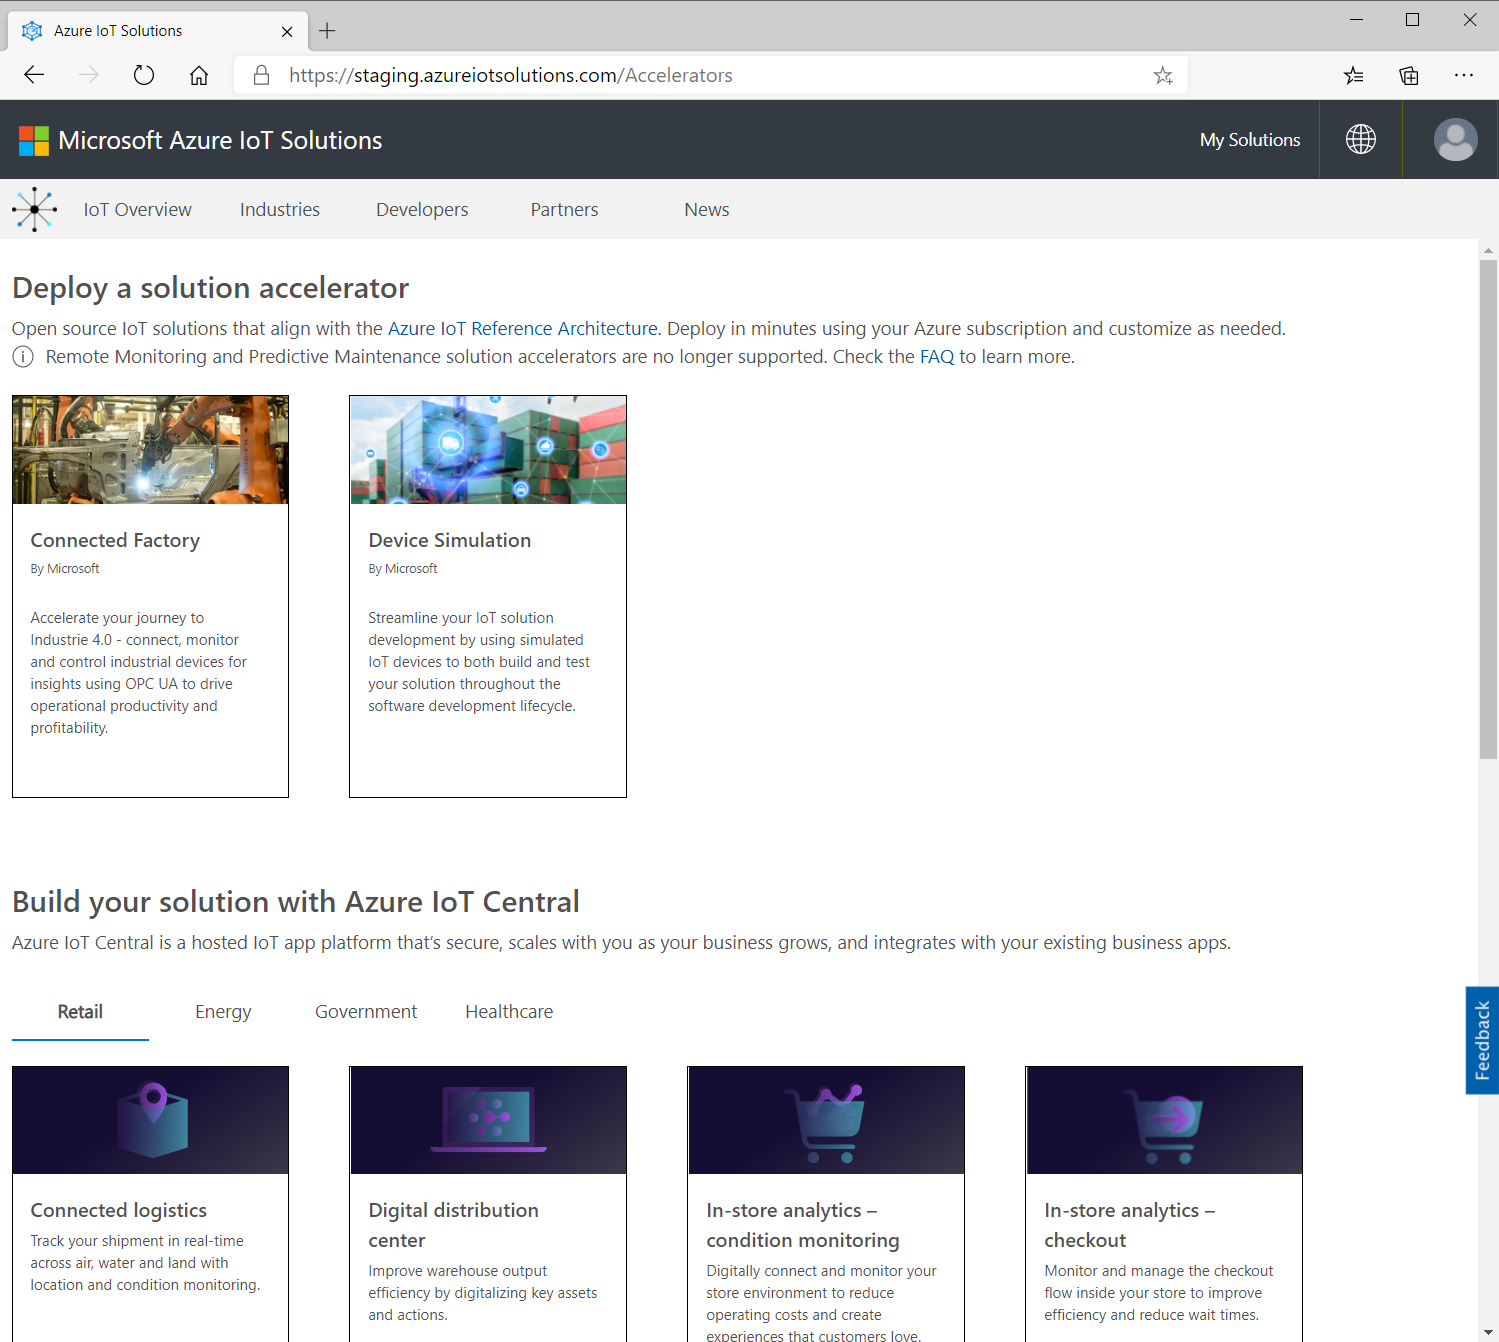 Azure IoT Solutions
https://staging.azureiotsolutions.com/Accelerators
Microsoft Azure IoT Solutions
My Solutions
IoT Overview
Industries
Developers
Partners
News
Deploy a solution accelerator
Open source IoT solutions that align with the Azure IoT Reference Architecture. Deploy in minutes using your Azure subscription and customize as needed.
Remote Monitoring and Predictive Maintenance solution accelerators are no longer supported. Check the FAQ to learn more.
Connected Factory
By Microsoft
Accelerate your journey to
Industrie 4.0 - connect, monitor
and control industrial devices for
insights using OPC UA to drive
operational productivity and
profitability.
Device Simulation
By Microsoft
Streamline your IoT solution
development by using simulated
IoT devices to both build and test
your solution throughout the
software development lifecycle.
Build your solution with Azure IoT Central
Azure IoT Central is a hosted IoT app platform that's secure, scales with you as your business grows, and integrates with your existing business apps.
Retail
Energy
Government
Healthcare
Feedback
Connected logistics
Track your shipment in real-time
across air, water and land with
location and condition monitoring.
Digital distribution
center
Improve warehouse output
efficiency by digitalizing key assets
and actions.
In-store analytics –
condition monitoring
Digitally connect and monitor your
store environment to reduce
operating costs and create
experiences that customers love.
In-store analytics –
checkout
Monitor and manage the checkout
flow inside your store to improve
efficiency and reduce wait times.